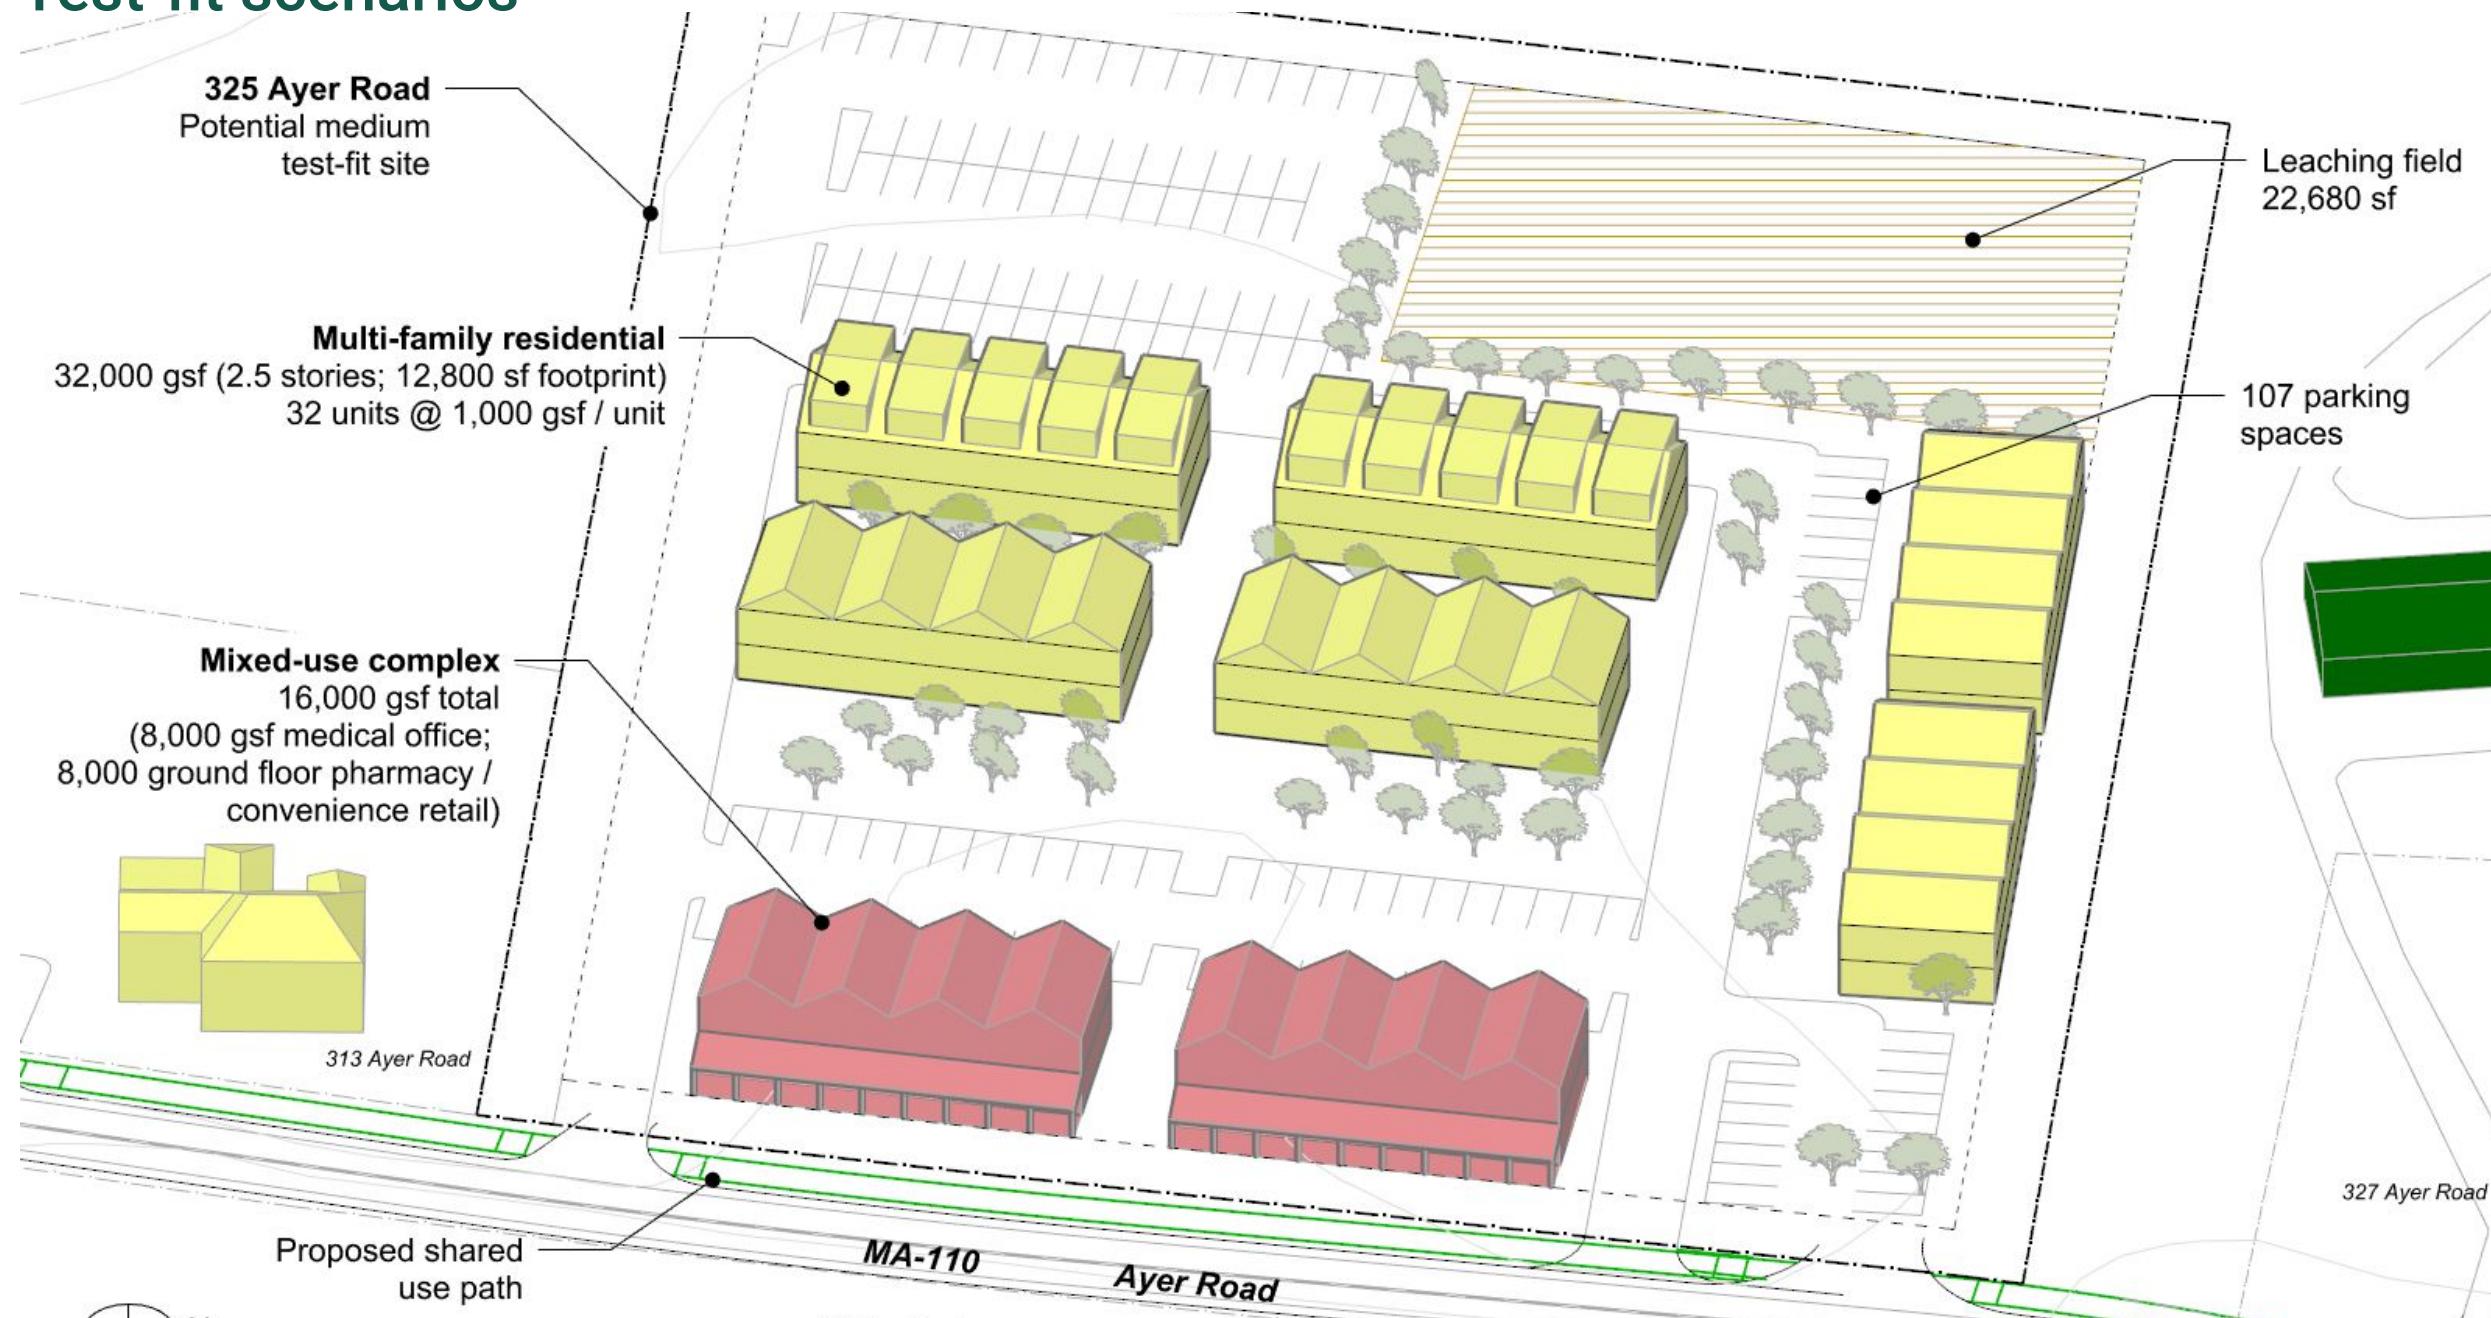 Test-fit scenarios
325 Ayer Road
Potential medium
test-fit site
Leaching field
22,680 sf
Multi-family residential
32,000 gsf (2.5 stories; 12,800 sf footprint)
32 units @ 1,000 gsf / unit
107 parking
spaces
Mixed-use complex
16,000 gsf total
(8,000 gsf medical office;
8,000 ground floor pharmacy /
convenience retail)
313 Ayer Road
327 Ayer Road
Proposed shared
use path
MA-110
Ayer Road